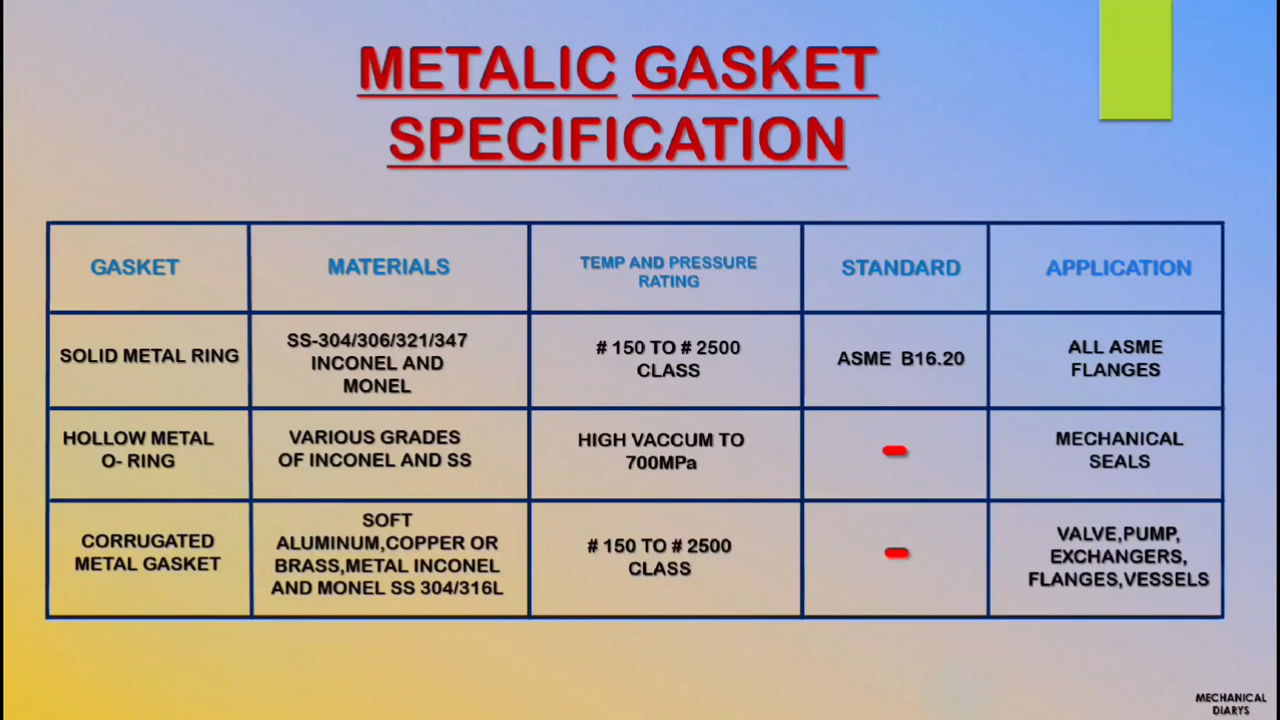 METALIC GASKET
SPECIFICATION
GASKET
MATERIALS
TEMP AND PRESSURE
RATING
STANDARD
APPLICATION
SOLID METAL RING
SS-304/306/321/347
INCONEL AND
MONEL
# 150 TO # 2500
CLASS
ASME B16.20
ALL ASME
FLANGES
HOLLOW METAL
O- RING
VARIOUS GRADES
OF INCONEL AND SS
HIGH VACCUM TO
700MPa
-
MECHANICAL
SEALS
CORRUGATED
METAL GASKET
SOFT
ALUMINUM,COPPER OR
BRASS,METAL INCONEL
AND MONEL SS 304/316L
# 150 TO # 2500
CLASS
-
VALVE,PUMP,
EXCHANGERS,
FLANGES,VESSELS
MECHANICAL
DIARYS